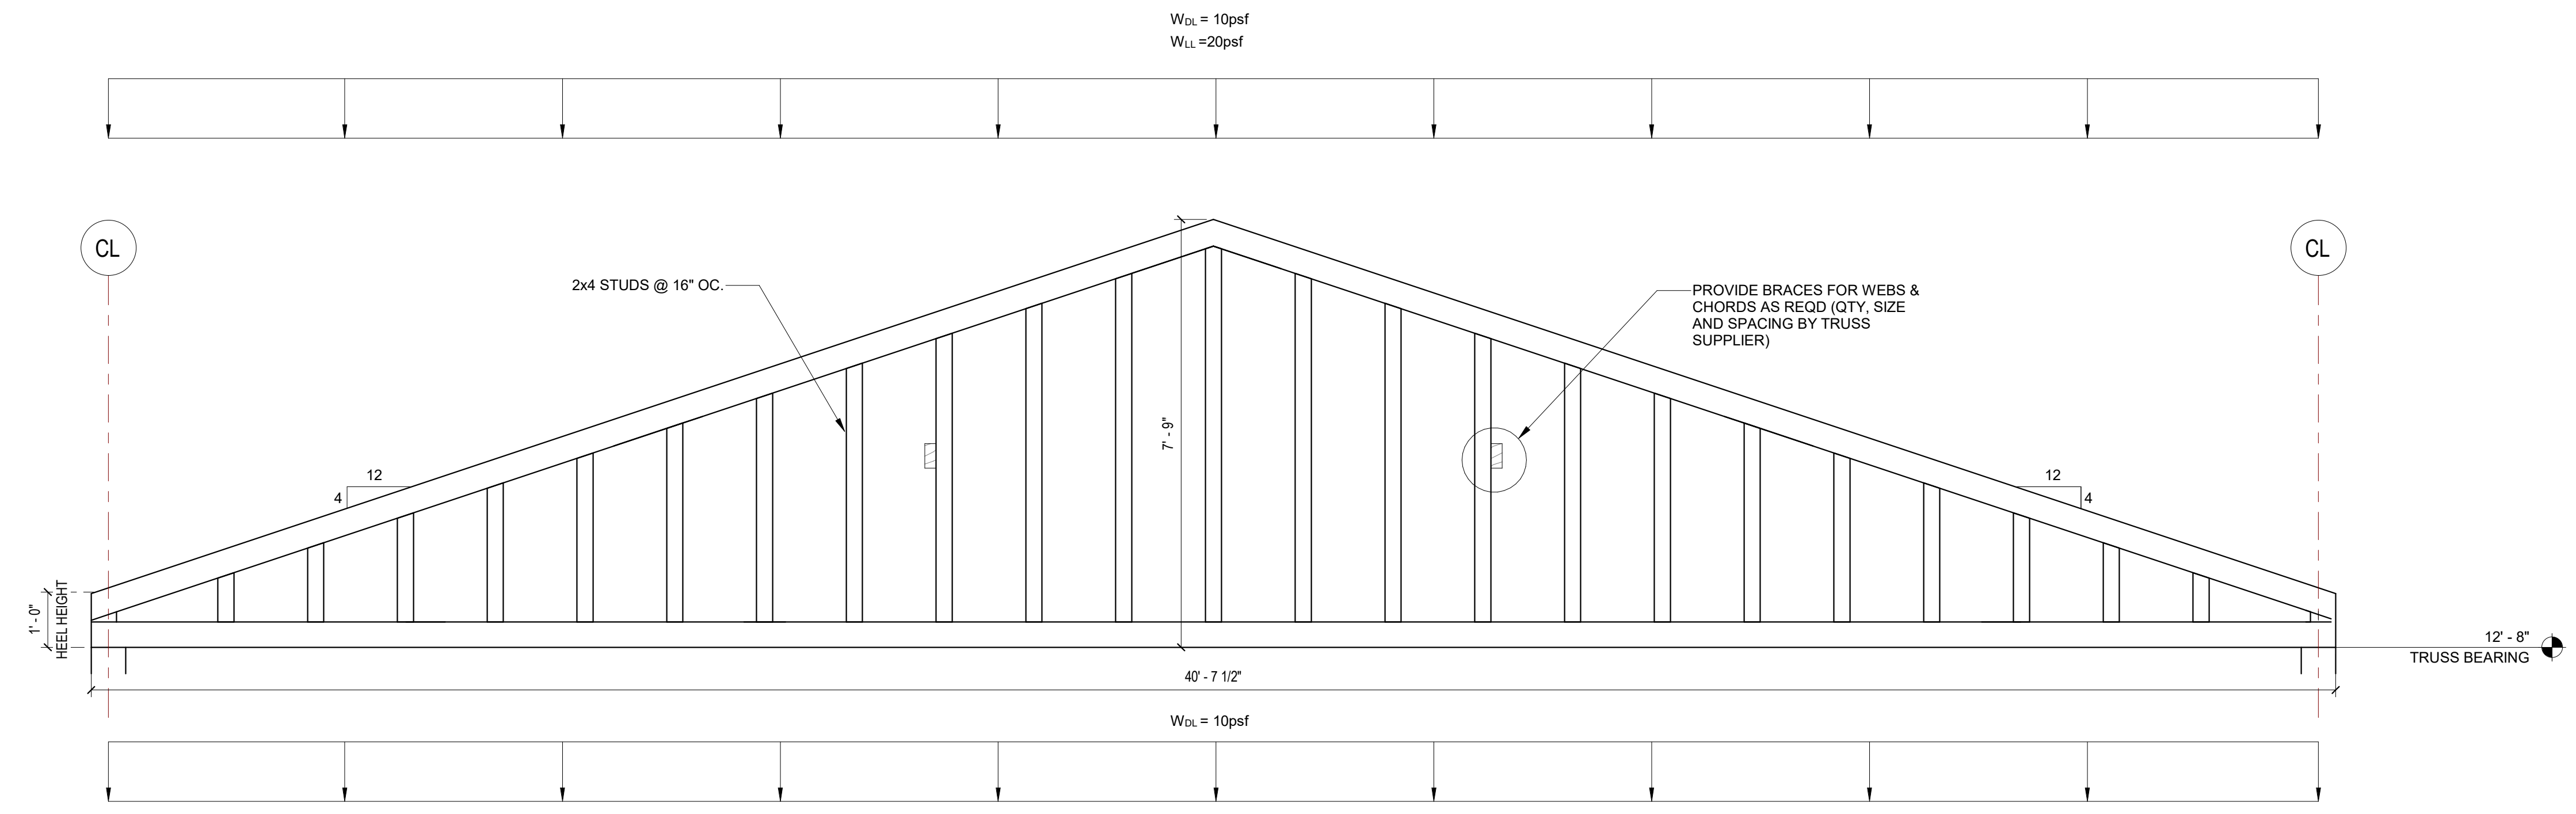 WDL = 10psf
WLL =20psf
CL
CL
2x4 STUDS @ 16" OC.
PROVIDE BRACES FOR WEBS &
CHORDS AS REQD (QTY, SIZE
AND SPACING BY TRUSS
SUPPLIER)
7' - 9"
12
4
12
4
1' - 0"
HEEL HEIGHT
12' - 8"
TRUSS BEARING
40' - 7 1/2"
WDL = 10psf